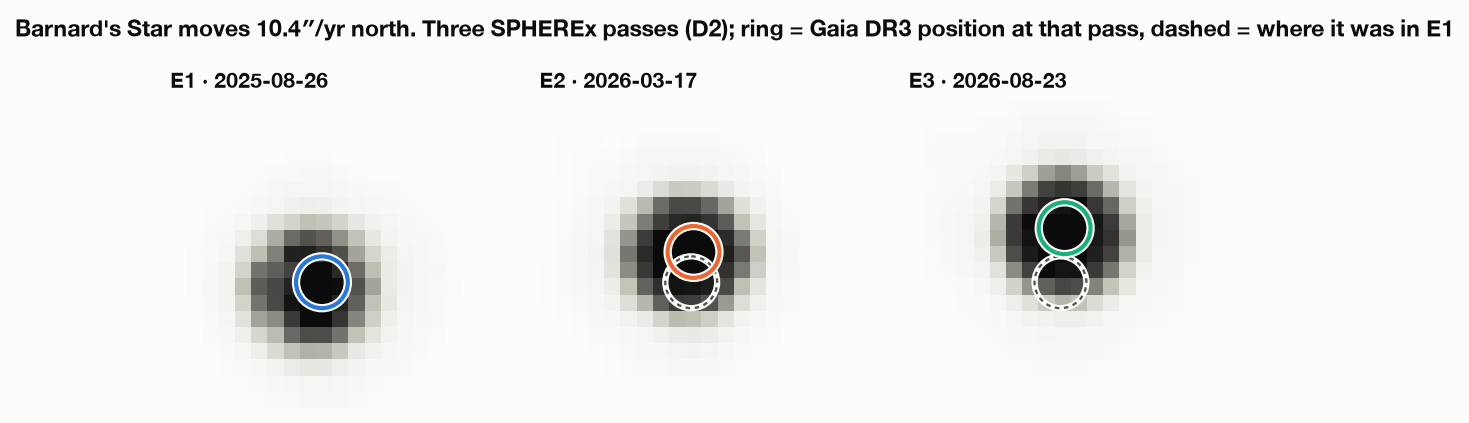 Barnard's Star moves 10.4″/yr north. Three SPHEREx passes (D2); ring = Gaia DR3 position at that pass, dashed = where it was in E1
E1 · 2025-08-26
E2 · 2026-03-17
E3 · 2026-08-23